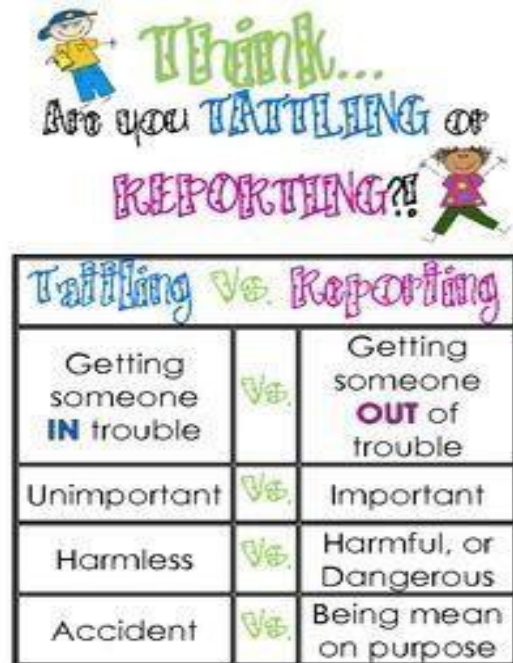 Think...
Are you TATTLING or
REPORTING?!
Tattling Vs. Reporting
Getting
someone
IN trouble
Vs.
Getting
someone
OUT of
trouble
Unimportant
Vs.
Important
Harmless
Vs.
Harmful, or
Dangerous
Accident
Vs.
Being mean
on purpose